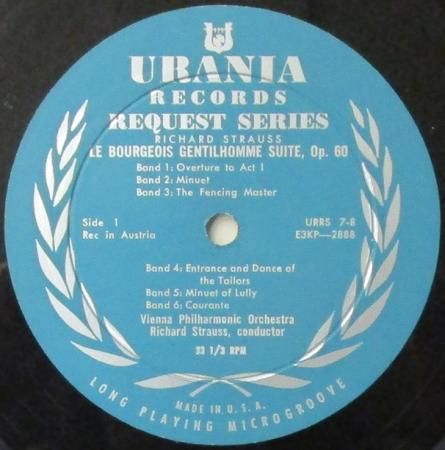 URANIA
RECORDS
REQUEST SERIES
RICHARD STRAUSS
LE BOURGEOIS GENTILHOMME SUITE, Op. 60
Band 1: Overture to Act I
Band 2: Minuet
Band 3: The Fencing Master
Side 1
Rec in Austria
URRS 7-8
E3KP—2888
Band 4: Entrance and Dance of
the Tailors
Band 5: Minuet of Lully
Band 6: Courante
Vienna Philharmonic Orchestra
Richard Strauss, conductor
33 1/3 RPM
MADE IN U.S.A.
LONG PLAYING MICROGROOVE